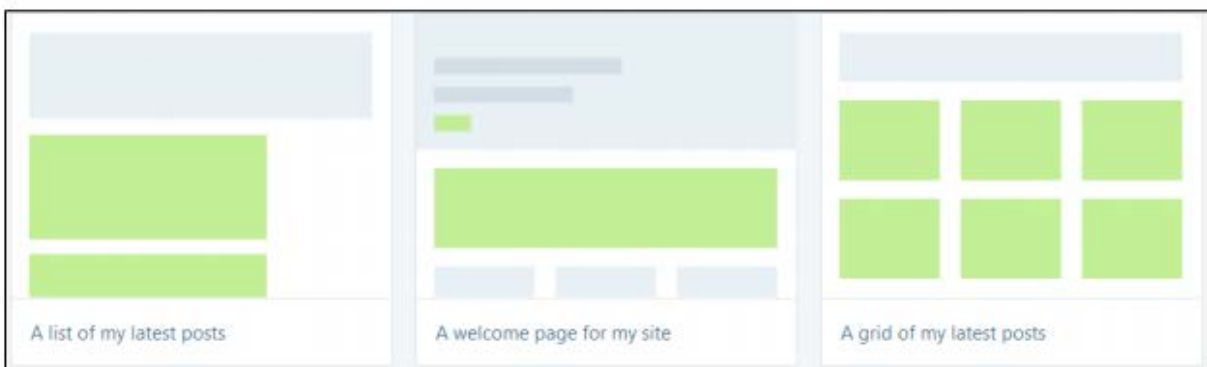 A list of my latest posts
A welcome page for my site
A grid of my latest posts